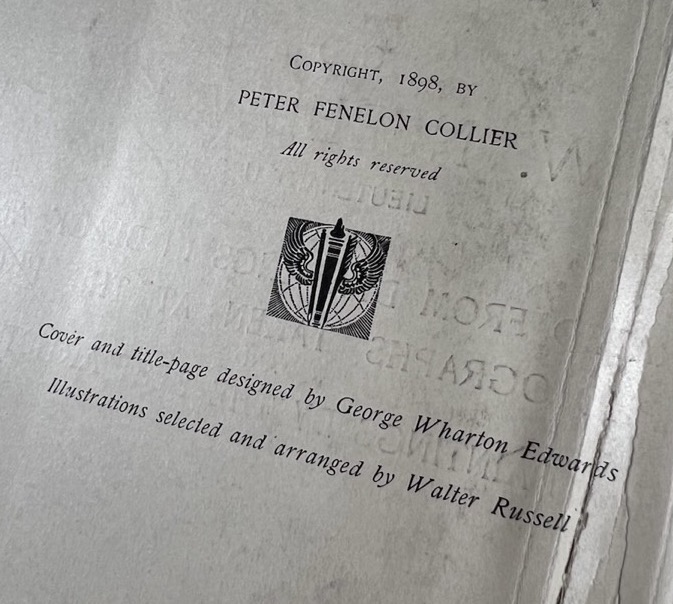 COPYRIGHT, 1898, BY
PETER FENELON COLLIER
All rights reserved
Cover and title-page designed by George Wharton Edwards
Illustrations selected and arranged by Walter Russell